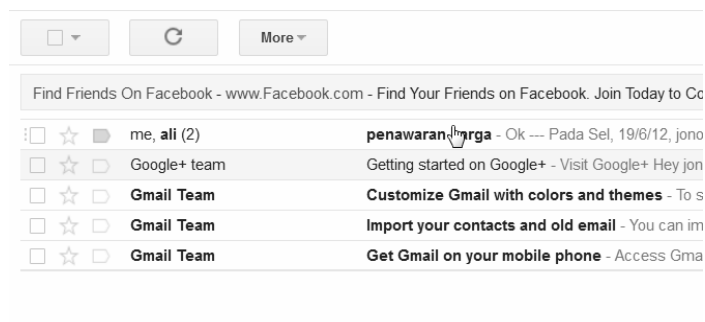 More
Find Friends On Facebook - www.Facebook.com - Find Your Friends on Facebook. Join Today to Co
me, ali (2) penawaran - Ok --- Pada Sel, 19/6/12, jono
Google+ team Getting started on Google+ - Visit Google+ Hey jon
Gmail Team Customize Gmail with colors and themes - To s
Gmail Team Import your contacts and old email - You can im
Gmail Team Get Gmail on your mobile phone - Access Gma